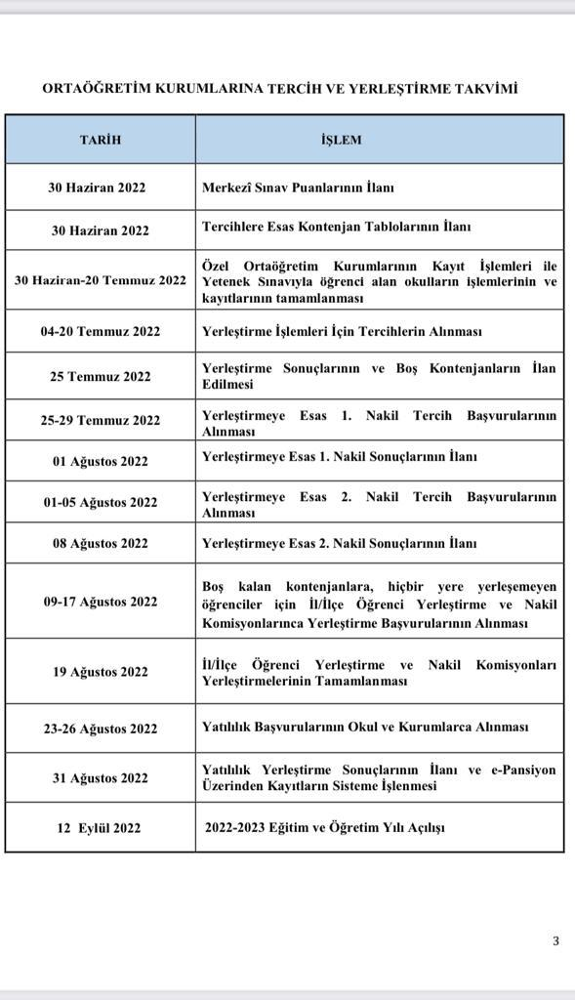 ORTAÖĞRETİM KURUMLARINA TERCİH VE YERLEŞTİRME TAKVİMİ
TARİH İŞLEM
30 Haziran 2022 Merkezî Sınav Puanlarının İlanı
30 Haziran 2022 Tercihlere Esas Kontenjan Tablolarının İlanı
30 Haziran-20 Temmuz 2022 Özel Ortaöğretim Kurumlarının Kayıt İşlemleri ile
Yetenek Sınavıyla öğrenci alan okulların işlemlerinin ve
kayıtlarının tamamlanması
04-20 Temmuz 2022 Yerleştirme İşlemleri İçin Tercihlerin Alınması
25 Temmuz 2022 Yerleştirme Sonuçlarının ve Boş Kontenjanların İlan
Edilmesi
25-29 Temmuz 2022 Yerleştirmeye Esas 1. Nakil Tercih Başvurularının
Alınması
01 Ağustos 2022 Yerleştirmeye Esas 1. Nakil Sonuçlarının İlanı
01-05 Ağustos 2022 Yerleştirmeye Esas 2. Nakil Tercih Başvurularının
Alınması
08 Ağustos 2022 Yerleştirmeye Esas 2. Nakil Sonuçlarının İlanı
09-17 Ağustos 2022 Boş kalan kontenjanlara, hiçbir yere yerleşemeyen
öğrenciler için İl/İlçe Öğrenci Yerleştirme ve Nakil
Komisyonlarınca Yerleştirme Başvurularının Alınması
19 Ağustos 2022 İl/İlçe Öğrenci Yerleştirme ve Nakil Komisyonları
Yerleştirmelerinin Tamamlanması
23-26 Ağustos 2022 Yatılılık Başvurularının Okul ve Kurumlarca Alınması
31 Ağustos 2022 Yatılılık Yerleştirme Sonuçlarının İlanı ve e-Pansiyon
Üzerinden Kayıtların Sisteme İşlenmesi
12 Eylül 2022 2022-2023 Eğitim ve Öğretim Yılı Açılışı
3